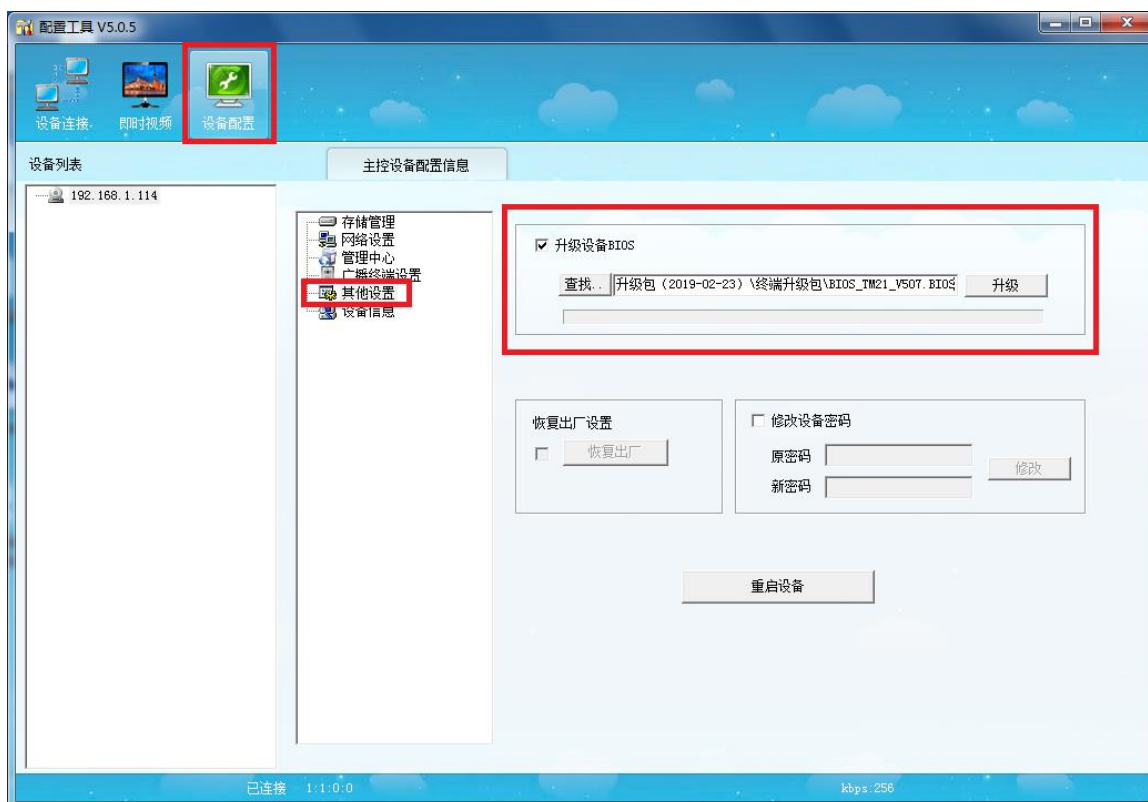 配置工具 V5.0.5
设备连接. 即时视频 设备配置
设备列表
主控设备配置信息
192.168.1.114
存储管理
网络设置
管理中心
广播终端设置
其他设置
设备信息
升级设备BIOS
查找.. 升级包（2019-02-23）\终端升级包\BIOS_TM21_V507.BIOS 升级
恢复出厂设置
恢复出厂
修改设备密码
原密码
新密码
修改
重启设备
已连接 1:1:0:0 kbps:256